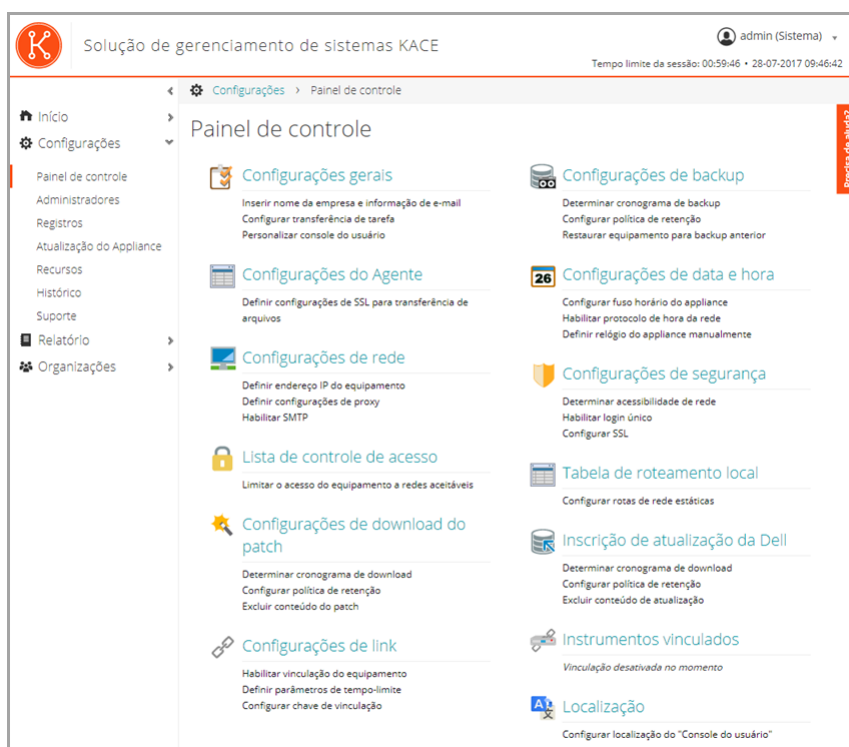 Solução de gerenciamento de sistemas KACE
admin (Sistema)
Tempo limite da sessão: 00:59:46 • 28-07-2017 09:46:42
Configurações › Painel de controle
Precisa de ajuda?
Início
Configurações
Painel de controle
Administradores
Registros
Atualização do Appliance
Recursos
Histórico
Suporte
Relatório
Organizações
Painel de controle
Configurações gerais
Inserir nome da empresa e informação de e-mail
Configurar transferência de tarefa
Personalizar console do usuário
Configurações do Agente
Definir configurações de SSL para transferência de
arquivos
Configurações de rede
Definir endereço IP do equipamento
Definir configurações de proxy
Habilitar SMTP
Lista de controle de acesso
Limitar o acesso do equipamento a redes aceitáveis
Configurações de download do
patch
Determinar cronograma de download
Configurar política de retenção
Excluir conteúdo do patch
Configurações de link
Habilitar vinculação do equipamento
Definir parâmetros de tempo-limite
Configurar chave de vinculação
Configurações de backup
Determinar cronograma de backup
Configurar política de retenção
Restaurar equipamento para backup anterior
26
Configurações de data e hora
Configurar fuso horário do appliance
Habilitar protocolo de hora da rede
Definir relógio do appliance manualmente
Configurações de segurança
Determinar acessibilidade de rede
Habilitar login único
Configurar SSL
Tabela de roteamento local
Configurar rotas de rede estáticas
Inscrição de atualização da Dell
Determinar cronograma de download
Configurar política de retenção
Excluir conteúdo de atualização
Instrumentos vinculados
Vinculação desativada no momento
Localização
Configurar localização do "Console do usuário"